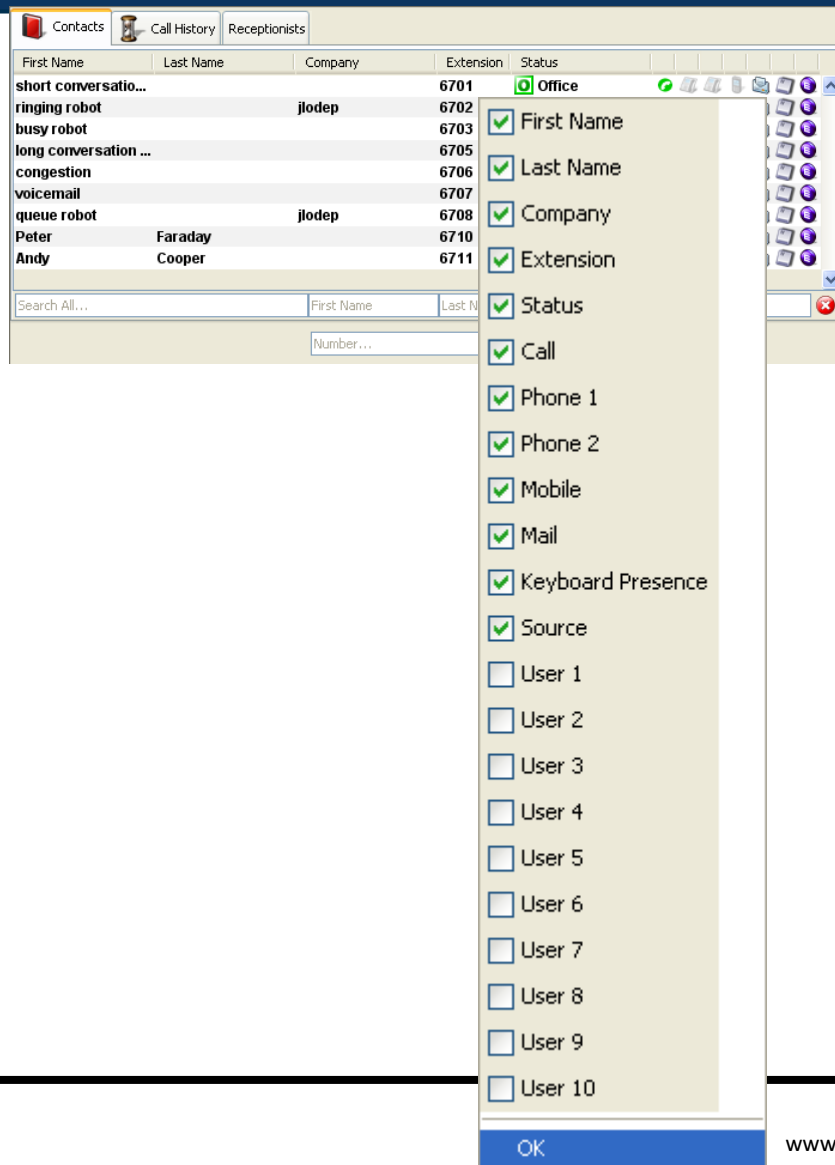 Contacts Call History Receptionists
First Name Last Name Company Extension Status
short conversatio... 6701 Office
ringing robot jlodep 6702
busy robot 6703
long conversation ... 6705
congestion 6706
voicemail 6707
queue robot jlodep 6708
Peter Faraday 6710
Andy Cooper 6711
Search All... First Name Last N
Number...
First Name
Last Name
Company
Extension
Status
Call
Phone 1
Phone 2
Mobile
Mail
Keyboard Presence
Source
User 1
User 2
User 3
User 4
User 5
User 6
User 7
User 8
User 9
User 10
OK
www